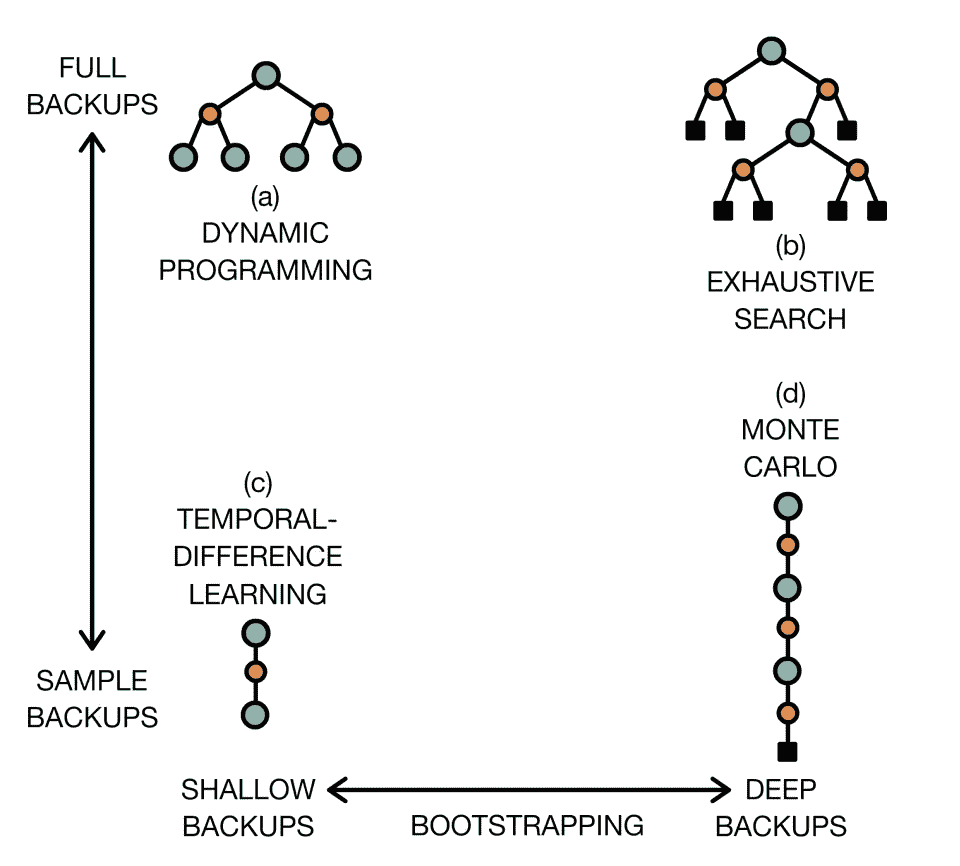 FULL
BACKUPS
(a)
DYNAMIC
PROGRAMMING
(b)
EXHAUSTIVE
SEARCH
(c)
TEMPORAL-
DIFFERENCE
LEARNING
(d)
MONTE
CARLO
SAMPLE
BACKUPS
SHALLOW
BACKUPS
BOOTSTRAPPING
DEEP
BACKUPS